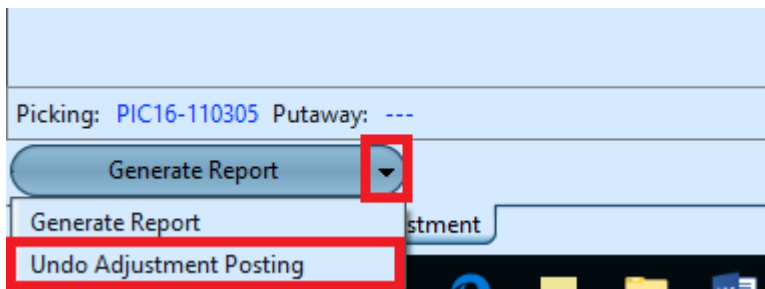 Picking: PIC16-110305 Putaway: ---
Generate Report
Generate Report
stment
Undo Adjustment Posting